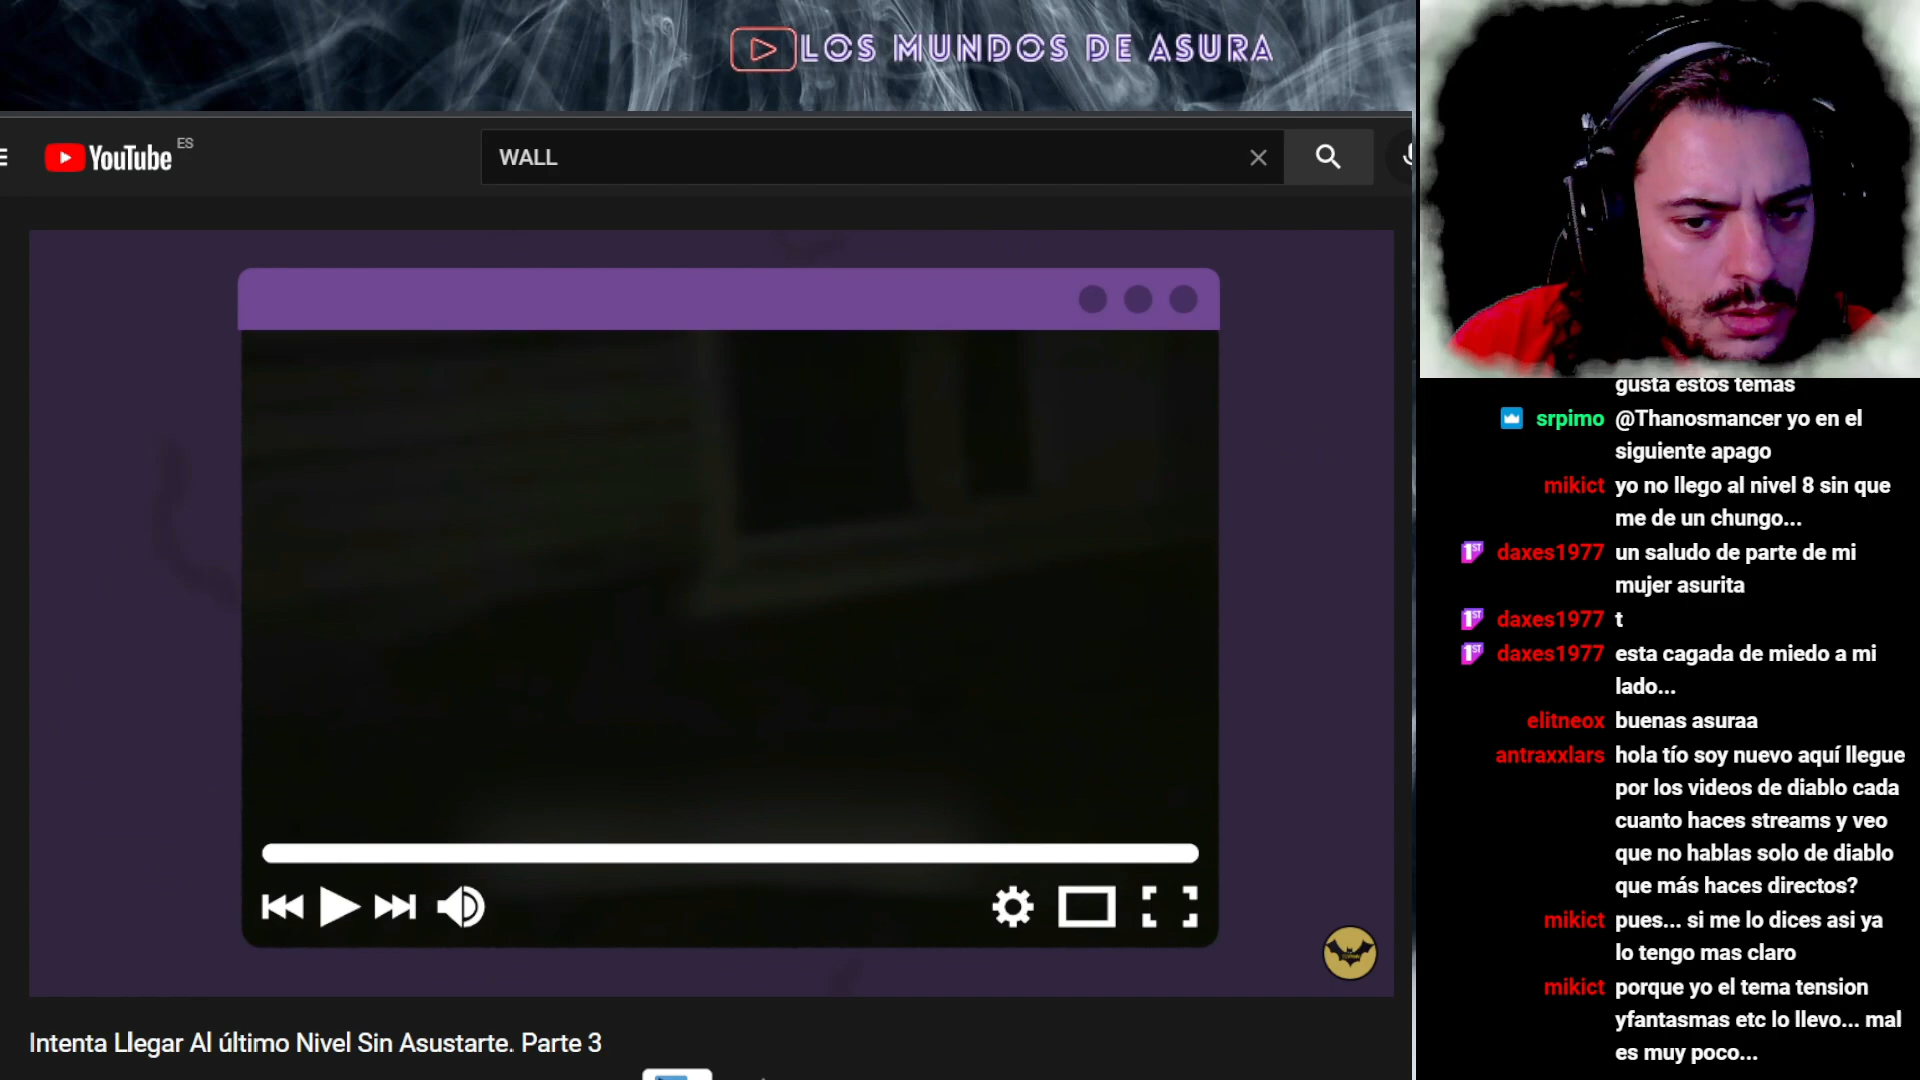 LOS MUNDOS DE ASURA
YouTube ES
WALL
Intenta Llegar Al último Nivel Sin Asustarte. Parte 3
gusta estos temas
srpimo @Thanosmancer yo en el
siguiente apago
mikict yo no llego al nivel 8 sin que
me de un chungo...
1ST daxes1977 un saludo de parte de mi
mujer asurita
1ST daxes1977 t
1ST daxes1977 esta cagada de miedo a mi
lado...
elitneox buenas asuraa
antraxxlars hola tío soy nuevo aquí llegue
por los videos de diablo cada
cuanto haces streams y veo
que no hablas solo de diablo
que más haces directos?
mikict pues... si me lo dices asi ya
lo tengo mas claro
mikict porque yo el tema tension
yfantasmas etc lo llevo... mal
es muy poco...